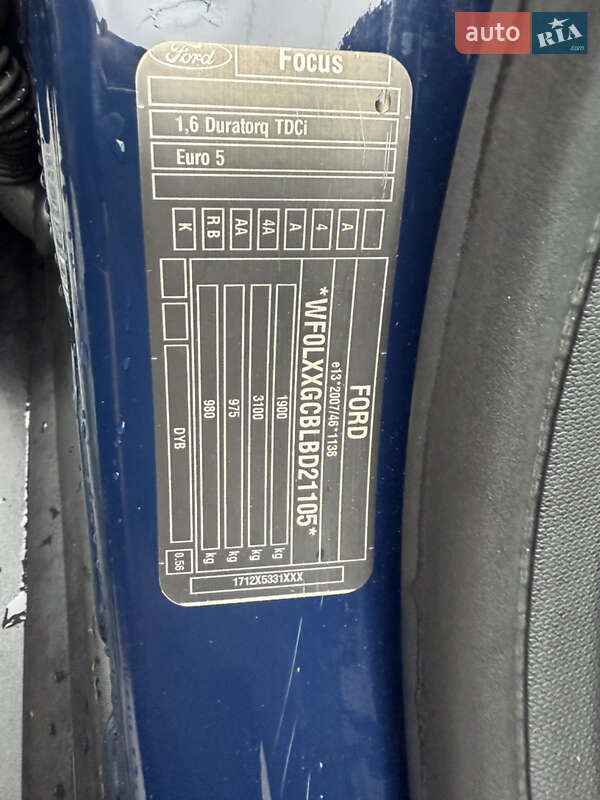 auto RIA.com
Ford
Focus
1,6 Duratorq TDCi
Euro 5
K
R B
AA
4A
A
4
A
FORD
e13*2007/46*1138
*WF0LXXGCBLBD21105*
1900 kg
3100 kg
975 kg
980 kg
DYB
0.56
1712X5331XXX